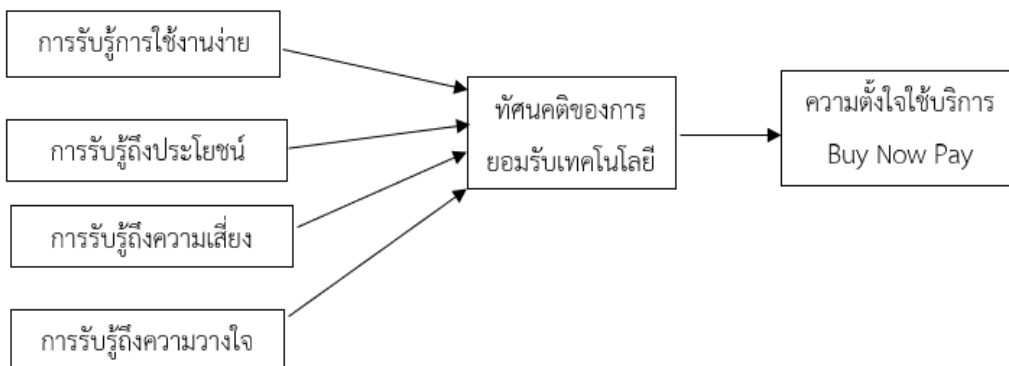 การรับรู้การใช้งานง่าย
การรับรู้ถึงประโยชน์
การรับรู้ถึงความเสี่ยง
การรับรู้ถึงความวางใจ
ทัศนคติของการ
ยอมรับเทคโนโลยี
ความตั้งใจใช้บริการ
Buy Now Pay